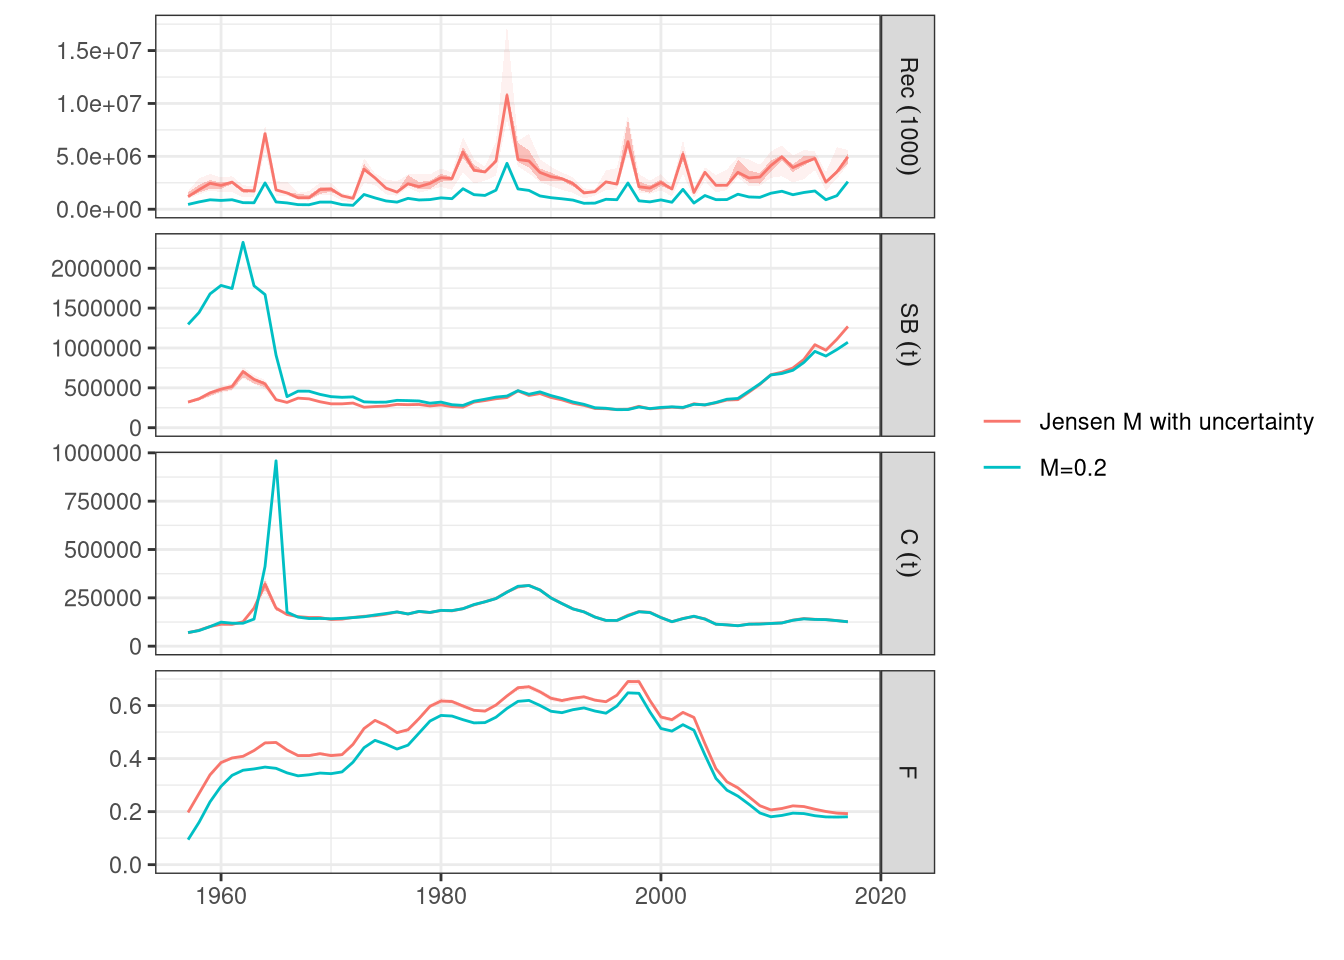 1.5e+07
1.0e+07
5.0e+06
0.0e+00
Rec (1000)
2000000
1500000
1000000
500000
0
SB (t)
1000000
750000
500000
250000
0
C (t)
0.6
0.4
0.2
0.0
F
1960 1980 2000 2020
Jensen M with uncertainty
M=0.2